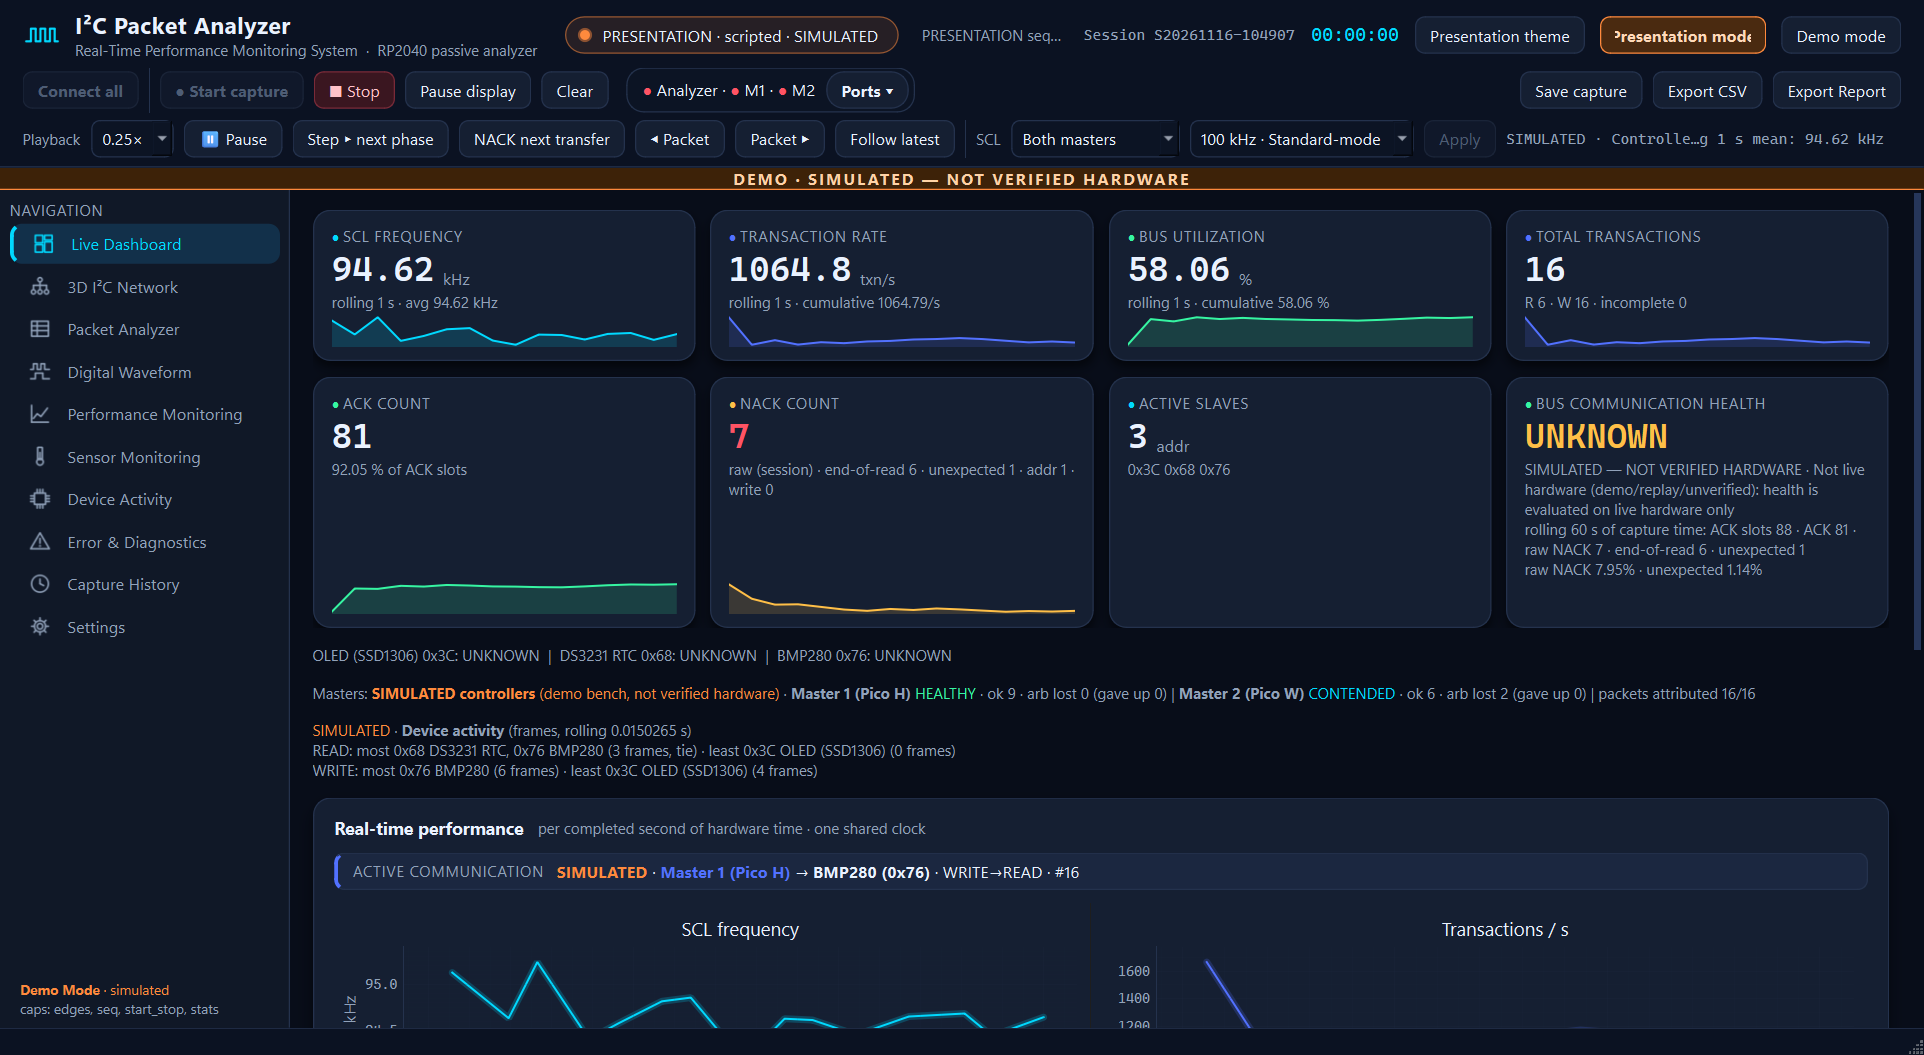 I²C Packet Analyzer
Real-Time Performance Monitoring System · RP2040 passive analyzer
PRESENTATION · scripted · SIMULATED
PRESENTATION seq…
Session S20261116-104907
00:00:00
Presentation theme
Presentation mode
Demo mode
Connect all
● Start capture
■ Stop
Pause display
Clear
● Analyzer · ● M1 · ● M2
Ports ▾
Save capture
Export CSV
Export Report
Playback
0.25×
⏸ Pause
Step ▸ next phase
NACK next transfer
◂ Packet
Packet ▸
Follow latest
SCL
Both masters
100 kHz · Standard-mode
Apply
SIMULATED · Controlle…g 1 s mean: 94.62 kHz
DEMO · SIMULATED — NOT VERIFIED HARDWARE
NAVIGATION
Live Dashboard
3D I²C Network
Packet Analyzer
Digital Waveform
Performance Monitoring
Sensor Monitoring
Device Activity
Error & Diagnostics
Capture History
Settings
Demo Mode · simulated
caps: edges, seq, start_stop, stats
● SCL FREQUENCY
94.62 kHz
rolling 1 s · avg 94.62 kHz
● TRANSACTION RATE
1064.8 txn/s
rolling 1 s · cumulative 1064.79/s
● BUS UTILIZATION
58.06 %
rolling 1 s · cumulative 58.06 %
● TOTAL TRANSACTIONS
16
R 6 · W 16 · incomplete 0
● ACK COUNT
81
92.05 % of ACK slots
● NACK COUNT
7
raw (session) · end-of-read 6 · unexpected 1 · addr 1 ·
write 0
● ACTIVE SLAVES
3 addr
0x3C 0x68 0x76
● BUS COMMUNICATION HEALTH
UNKNOWN
SIMULATED — NOT VERIFIED HARDWARE · Not live
hardware (demo/replay/unverified): health is
evaluated on live hardware only
rolling 60 s of capture time: ACK slots 88 · ACK 81 ·
raw NACK 7 · end-of-read 6 · unexpected 1
raw NACK 7.95% · unexpected 1.14%
OLED (SSD1306) 0x3C: UNKNOWN | DS3231 RTC 0x68: UNKNOWN | BMP280 0x76: UNKNOWN
Masters: SIMULATED controllers (demo bench, not verified hardware) · Master 1 (Pico H) HEALTHY · ok 9 · arb lost 0 (gave up 0) | Master 2 (Pico W) CONTENDED · ok 6 · arb lost 2 (gave up 0) | packets attributed 16/16
SIMULATED · Device activity (frames, rolling 0.0150265 s)
READ: most 0x68 DS3231 RTC, 0x76 BMP280 (3 frames, tie) · least 0x3C OLED (SSD1306) (0 frames)
WRITE: most 0x76 BMP280 (6 frames) · least 0x3C OLED (SSD1306) (4 frames)
Real-time performance per completed second of hardware time · one shared clock
ACTIVE COMMUNICATION SIMULATED · Master 1 (Pico H) → BMP280 (0x76) · WRITE→READ · #16
SCL frequency
95.0
kHz
Transactions / s
1600
1400
1200